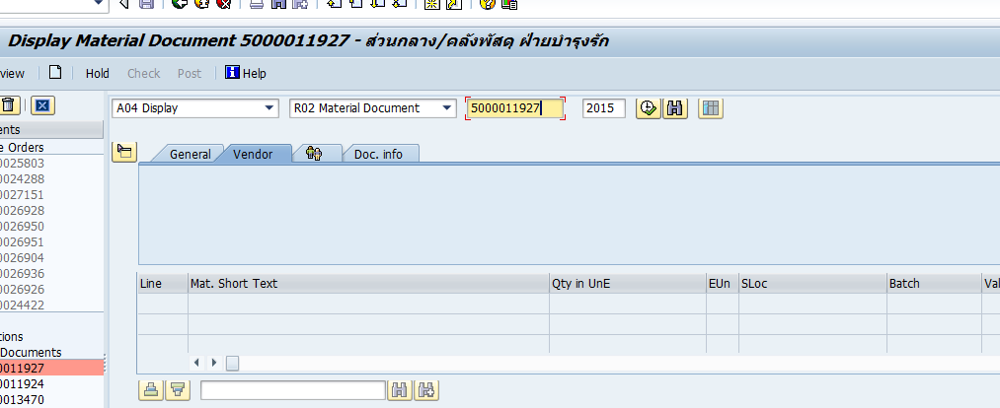 Display Material Document 5000011927 - ส่วนกลาง/คลังพัสดุ ฝ่ายบำรุงรัก
view Hold Check Post Help
A04 Display R02 Material Document 5000011927 2015
ents
e Orders
0025803
0024288
0027151
0026928
0026950
0026951
0026904
0026936
0026926
0024422
tions
Documents
0011927
0011924
0013470
General Vendor Doc. info
Line Mat. Short Text Qty in UnE EUn SLoc Batch Val